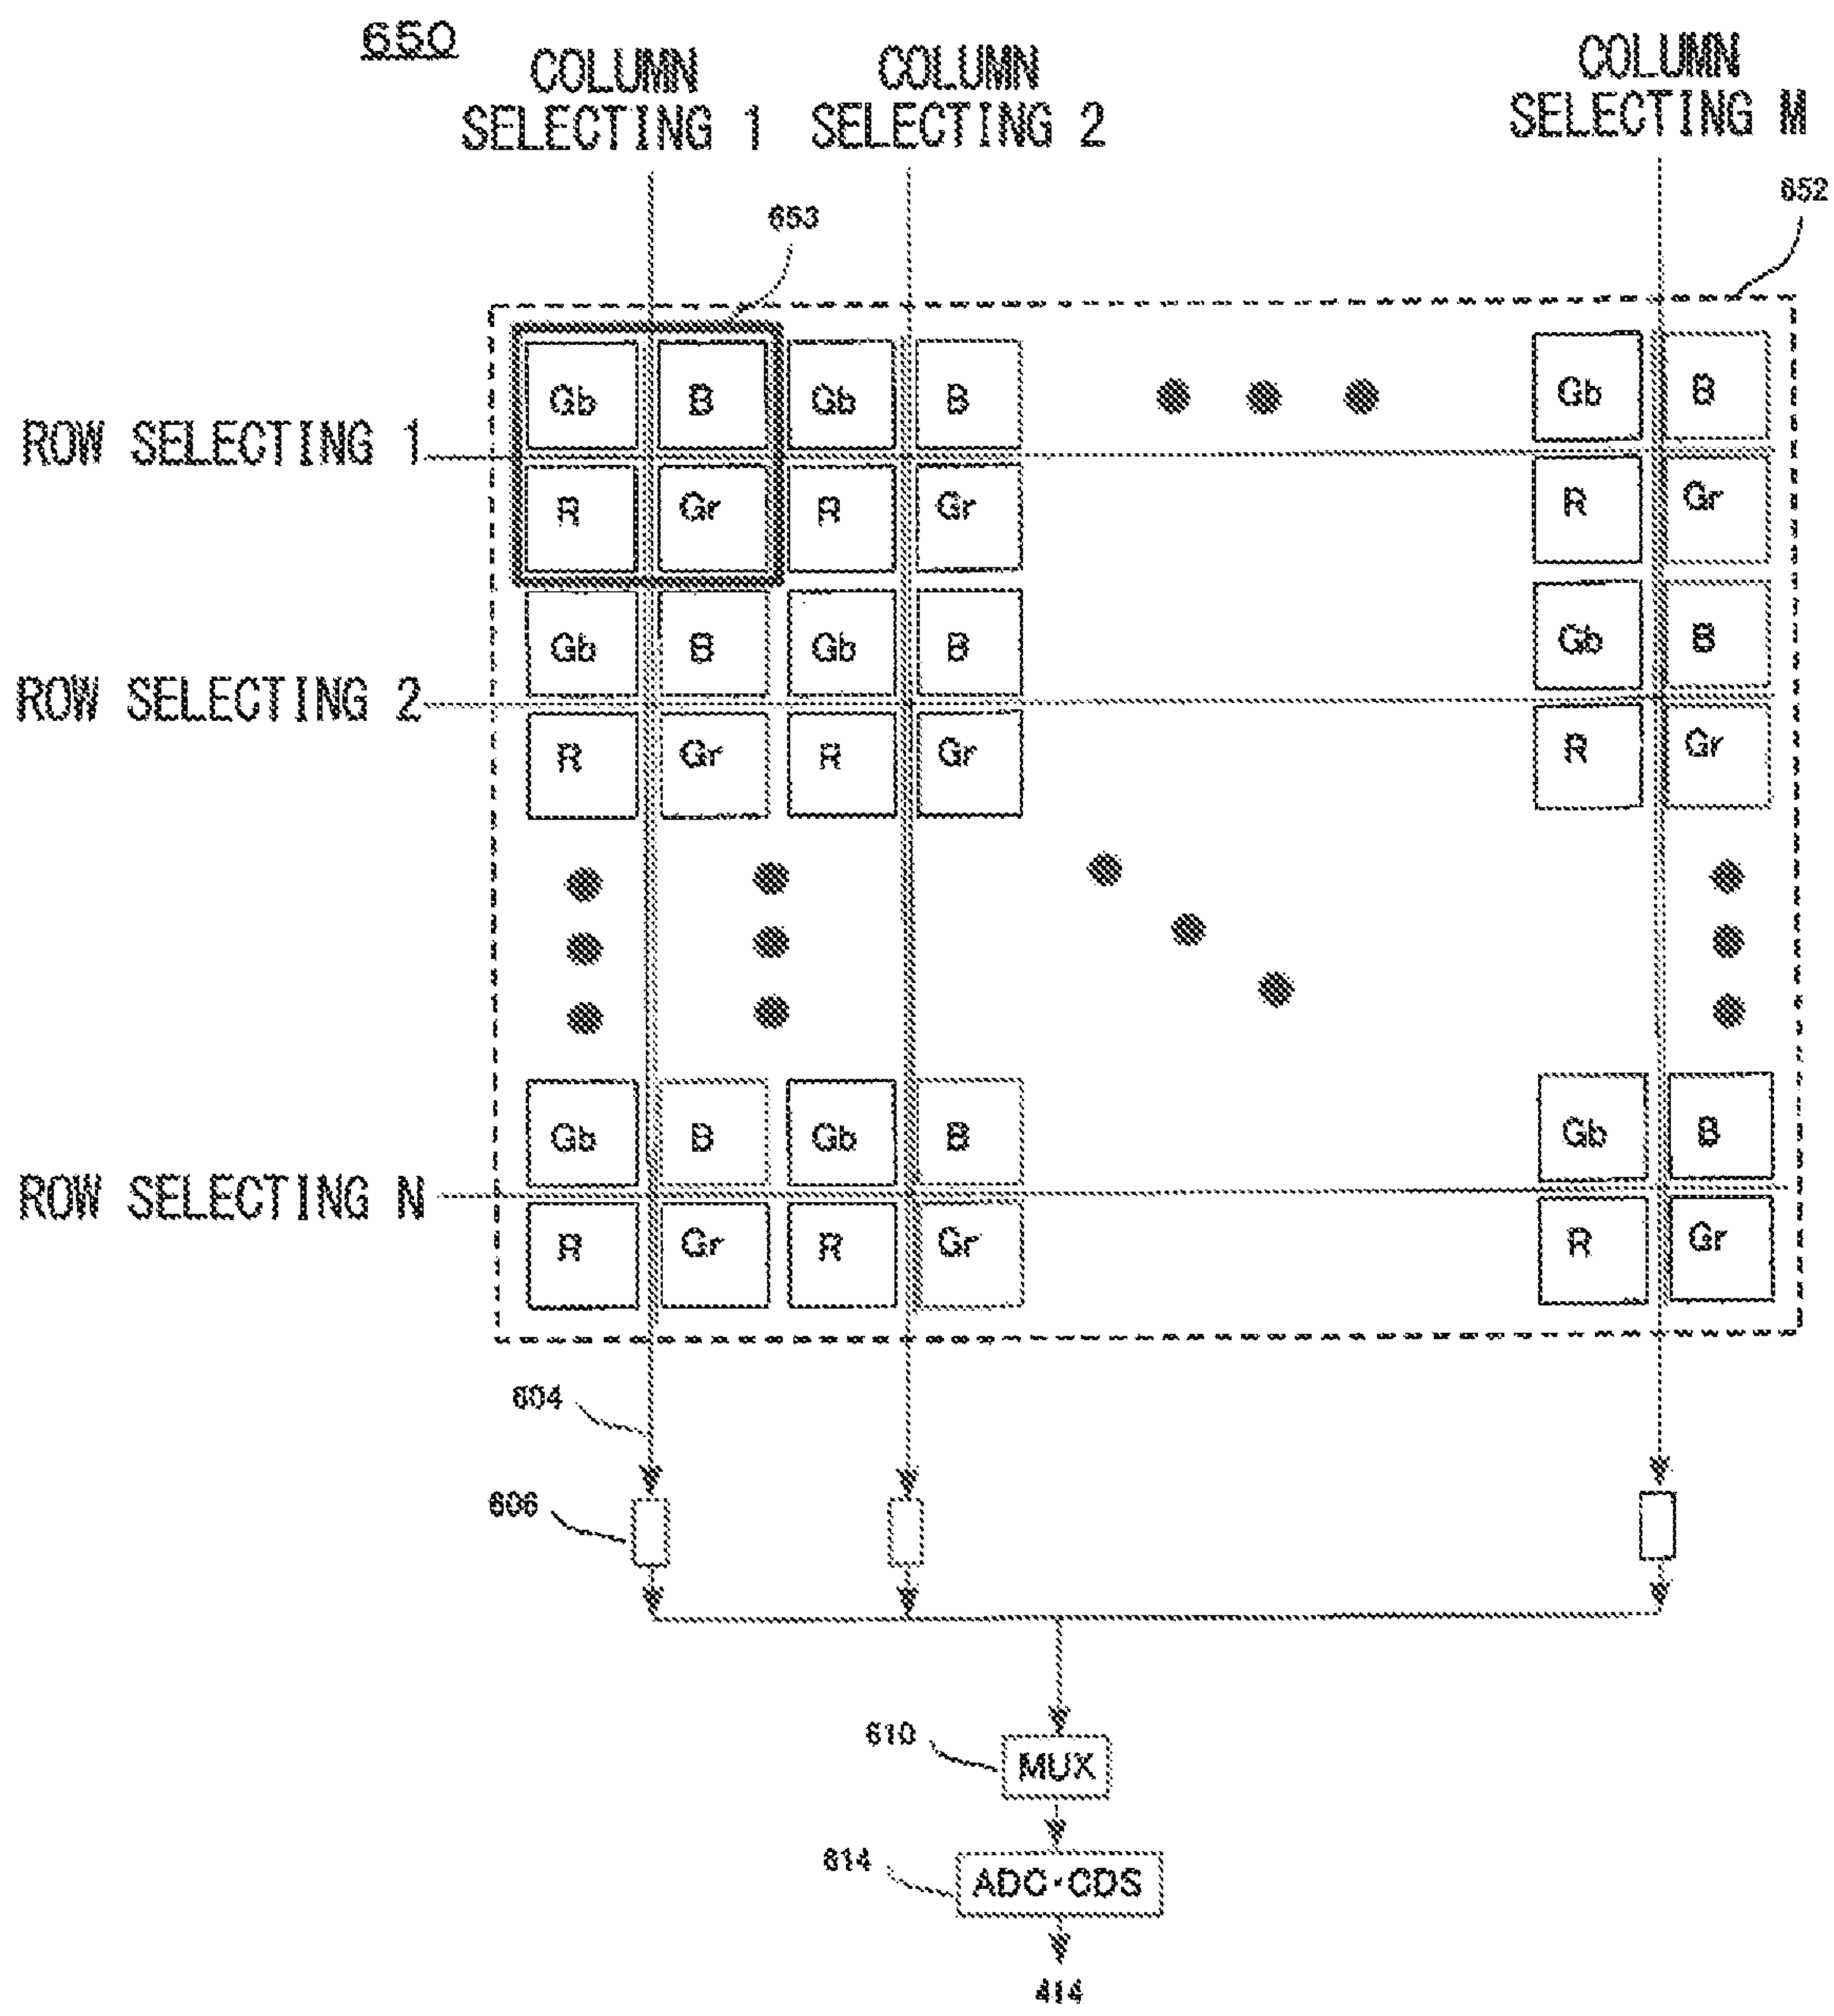 650
COLUMN
SELECTING 1
COLUMN
SELECTING 2
COLUMN
SELECTING M
653
652
Gb B Gb B Gb B
ROW SELECTING 1
R Gr R Gr R Gr
Gb B Gb B Gb B
ROW SELECTING 2
R Gr R Gr R Gr
Gb B Gb B Gb B
ROW SELECTING N
R Gr R Gr R Gr
604
606
610
MUX
614
ADC·CDS
414